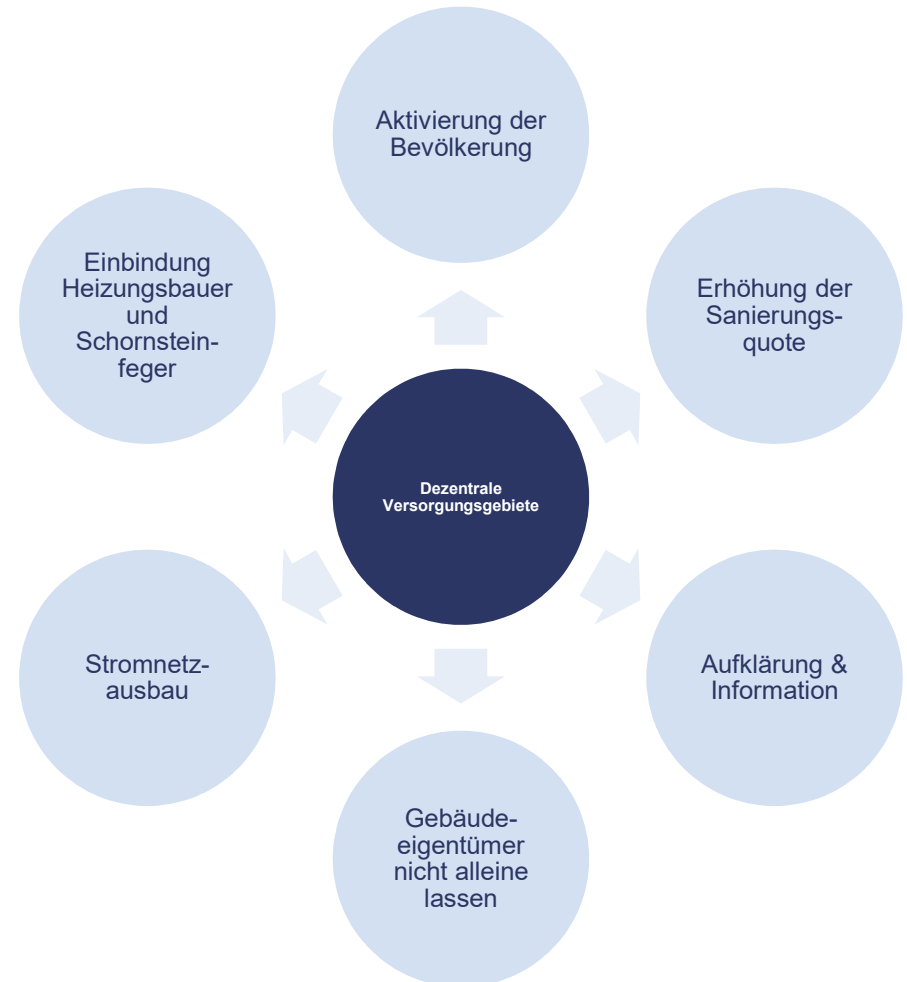 Aktivierung der
Bevölkerung
Einbindung
Heizungsbauer
und
Schornstein-
feger
Erhöhung der
Sanierungs-
quote
Dezentrale
Versorgungsgebiete
Stromnetz-
ausbau
Aufklärung &
Information
Gebäude-
eigentümer
nicht alleine
lassen